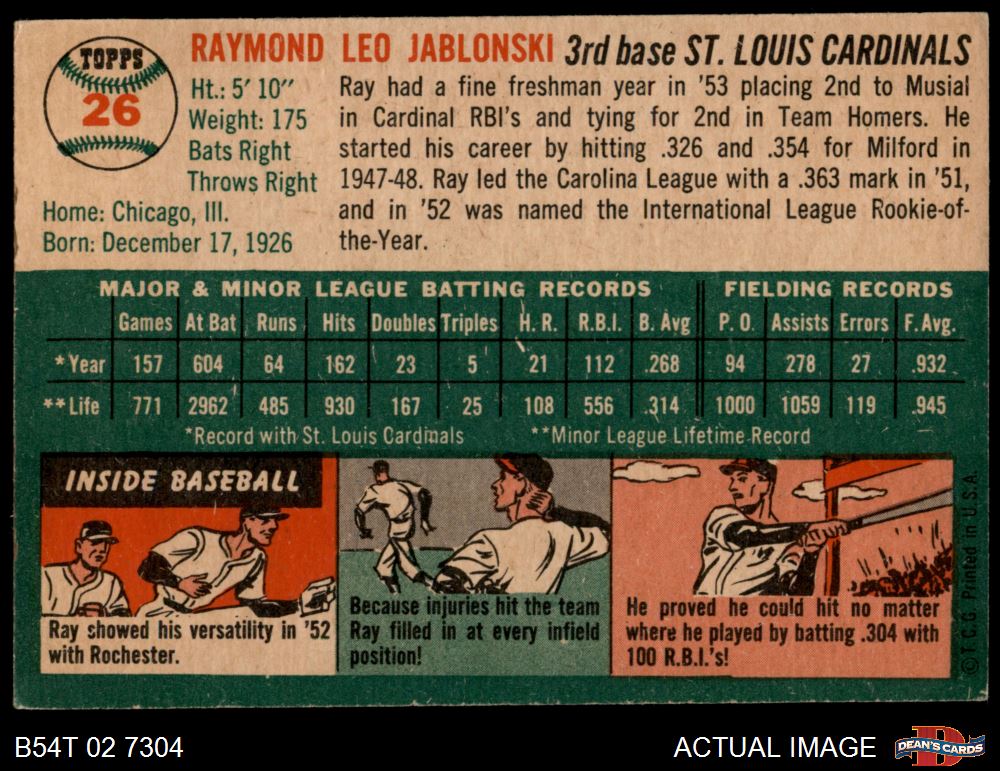 TOPPS
26
RAYMOND LEO JABLONSKI 3rd base ST. LOUIS CARDINALS
Ht.: 5' 10"
Weight: 175
Bats Right
Throws Right
Home: Chicago, Ill.
Born: December 17, 1926
Ray had a fine freshman year in '53 placing 2nd to Musial
in Cardinal RBI's and tying for 2nd in Team Homers. He
started his career by hitting .326 and .354 for Milford in
1947-48. Ray led the Carolina League with a .363 mark in '51,
and in '52 was named the International League Rookie-of-
the-Year.
MAJOR & MINOR LEAGUE BATTING RECORDS FIELDING RECORDS
Games At Bat Runs Hits Doubles Triples H. R. R.B.I. B. Avg P. O. Assists Errors F. Avg.
*Year 157 604 64 162 23 5 21 112 .268 94 278 27 .932
**Life 771 2962 485 930 167 25 108 556 .314 1000 1059 119 .945
*Record with St. Louis Cardinals **Minor League Lifetime Record
INSIDE BASEBALL
Ray showed his versatility in '52
with Rochester.
Because injuries hit the team
Ray filled in at every infield
position!
He proved he could hit no matter
where he played by batting .304 with
100 R.B.I.'s!
© T.C.G. Printed in U.S.A.
B54T 02 7304
ACTUAL IMAGE
D
DEAN'S CARDS